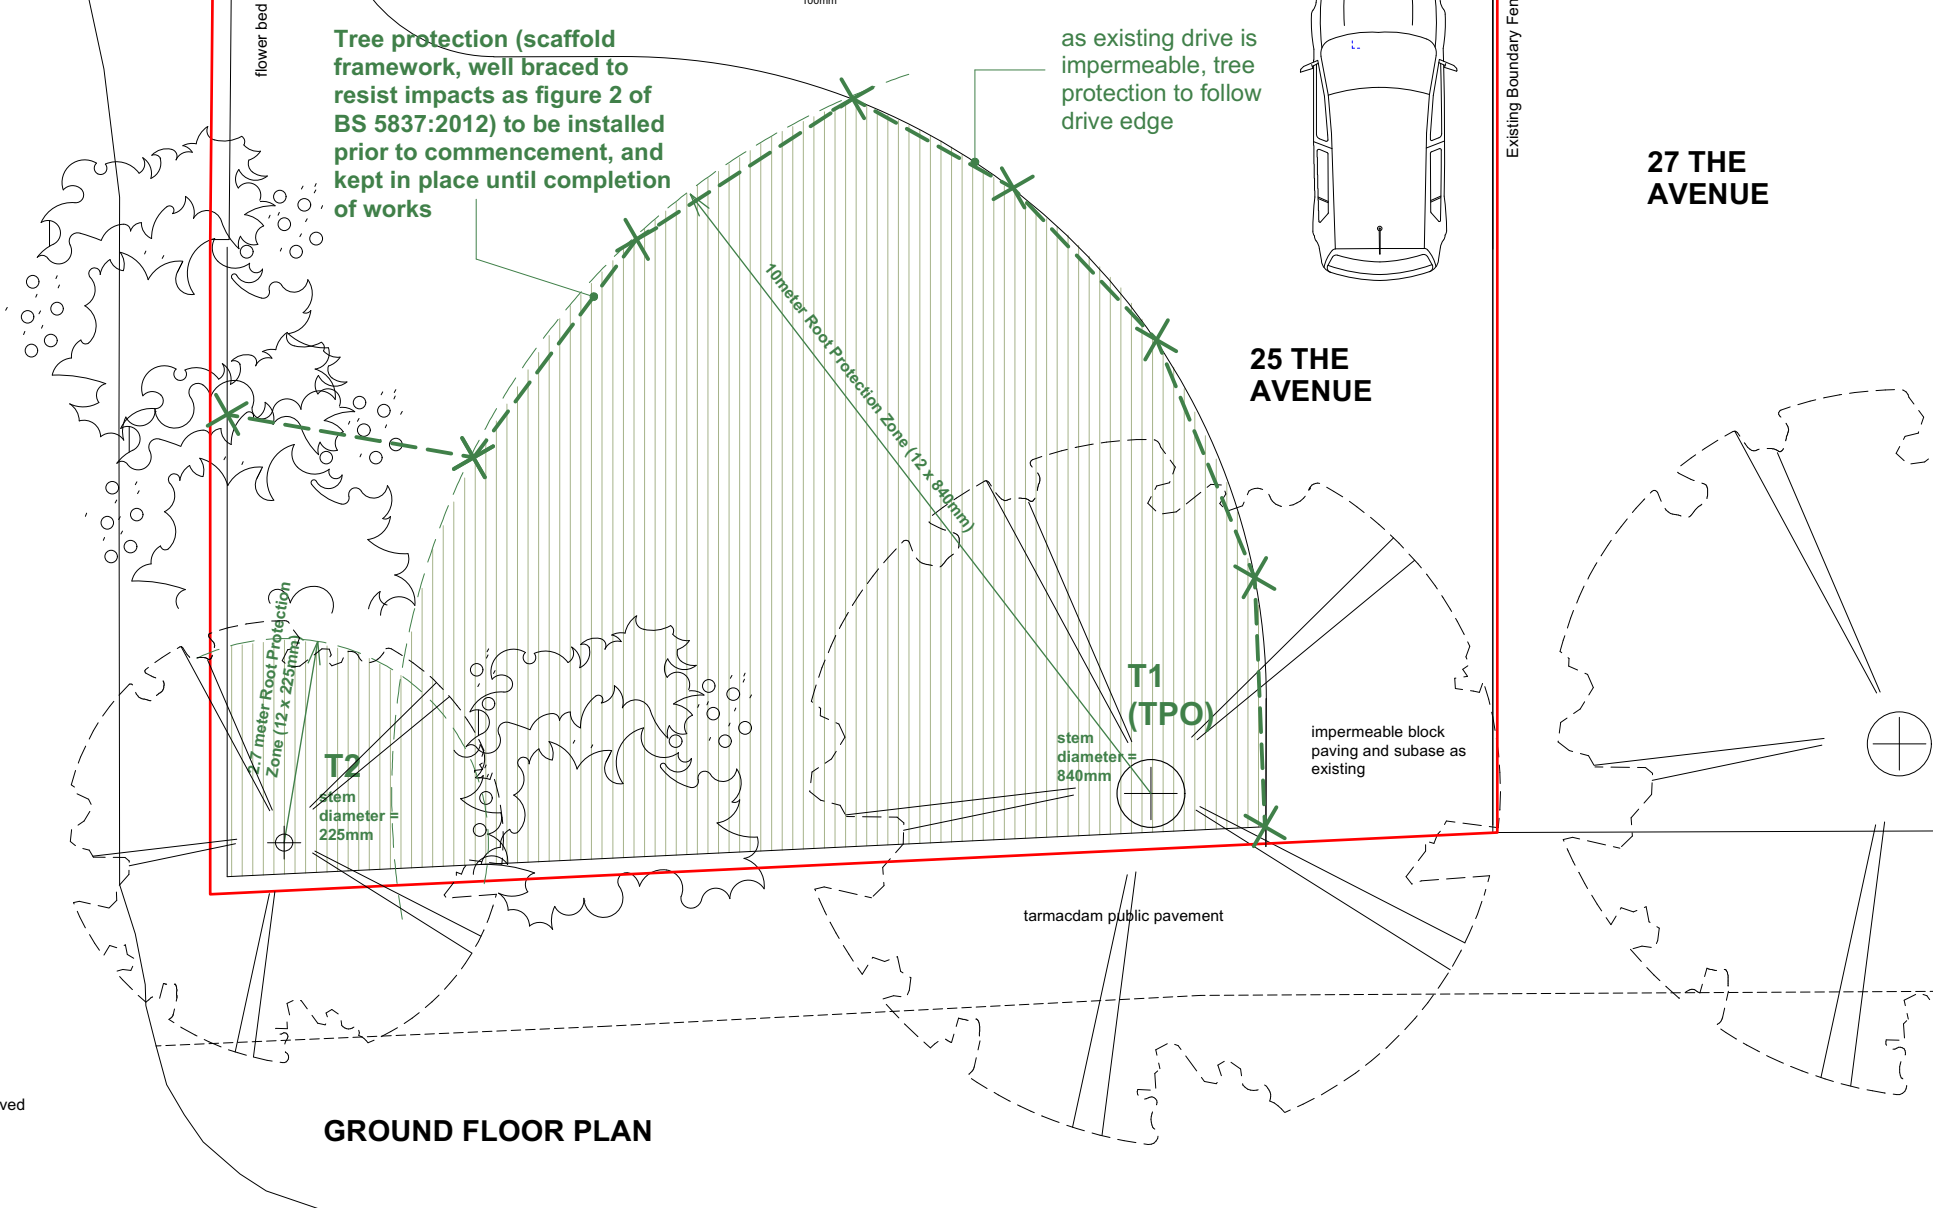 100mm
flower bed
Tree protection (scaffold
framework, well braced to
resist impacts as figure 2 of
BS 5837:2012) to be installed
prior to commencement, and
kept in place until completion
of works
as existing drive is
impermeable, tree
protection to follow
drive edge
Existing Boundary Fen
27 THE
AVENUE
25 THE
AVENUE
10meter Root Protection Zone (12 x 840mm)
T1
(TPO)
stem
diameter =
840mm
impermeable block
paving and subase as
existing
2.7 meter Root Protection
Zone (12 x 225mm)
T2
stem
diameter =
225mm
tarmacdam public pavement
ved
GROUND FLOOR PLAN